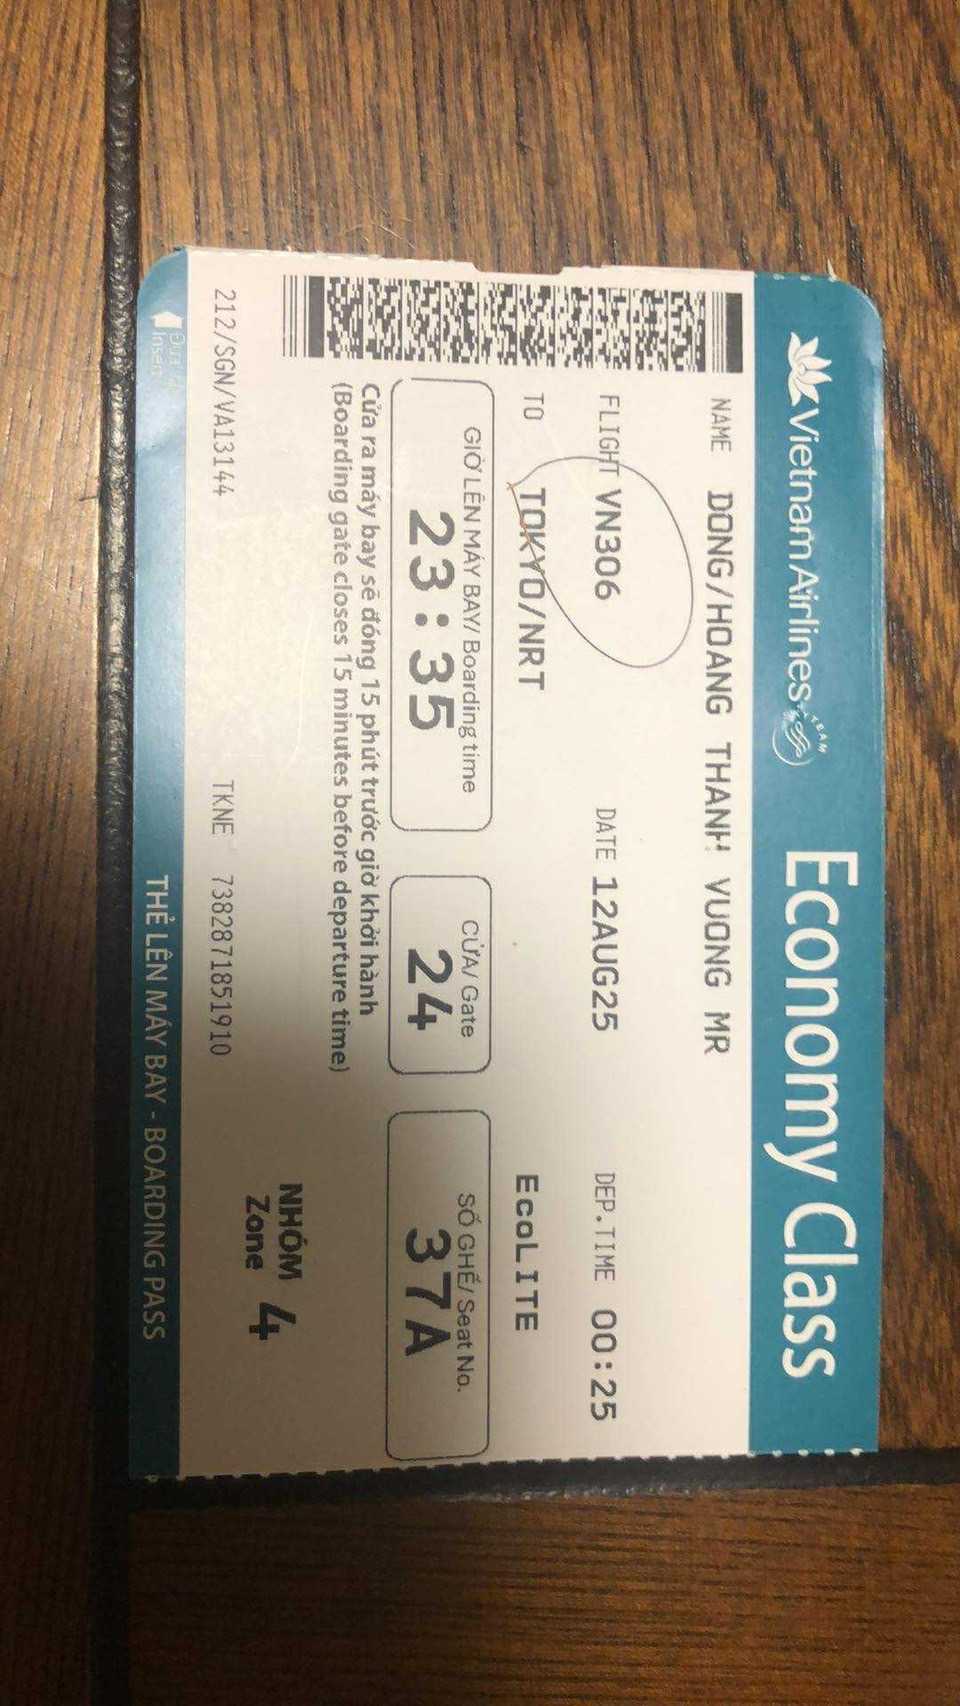 Vietnam Airlines
Economy Class
NAME DONG/HOANG THANH VUONG MR
FLIGHT VN306 DATE 12AUG25 DEP.TIME 00:25
TO TOKYO/NRT EcoLITE
GIỜ LÊN MÁY BAY/ Boarding time
23:35
CỬA/ Gate
24
SỐ GHẾ/ Seat No.
37A
Cửa ra máy bay sẽ đóng 15 phút trước giờ khởi hành
(Boarding gate closes 15 minutes before departure time)
NHÓM
Zone 4
212/SGN/VA13144 TKNE 7382871851910
THẺ LÊN MÁY BAY - BOARDING PASS